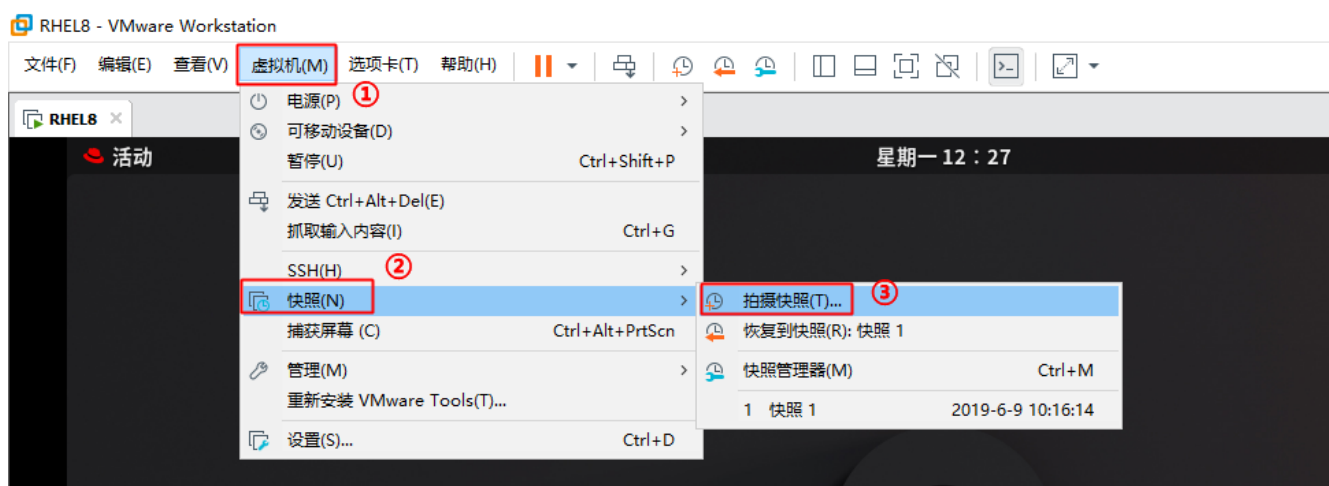 RHEL8 - VMware Workstation
文件(F) 编辑(E) 查看(V) 虚拟机(M) 选项卡(T) 帮助(H)
RHEL8
活动 星期一 12：27
电源(P) ①
可移动设备(D)
暂停(U) Ctrl+Shift+P
发送 Ctrl+Alt+Del(E)
抓取输入内容(I) Ctrl+G
SSH(H) ②
快照(N)
捕获屏幕 (C) Ctrl+Alt+PrtScn
管理(M)
重新安装 VMware Tools(T)...
设置(S)... Ctrl+D
拍摄快照(T)... ③
恢复到快照(R): 快照 1
快照管理器(M) Ctrl+M
1 快照 1 2019-6-9 10:16:14